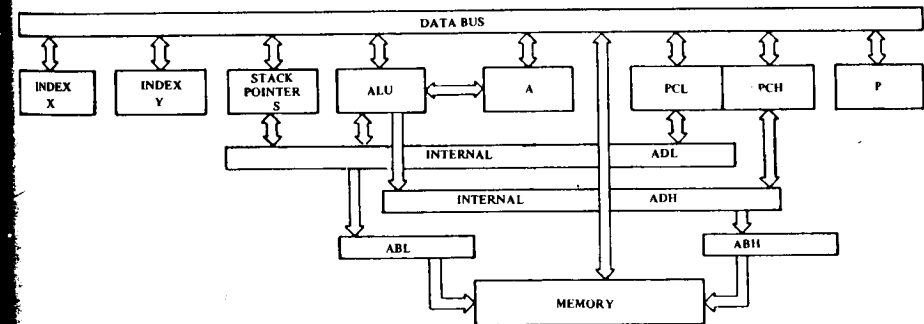 DATA BUS
INDEX
X
INDEX
Y
STACK
POINTER
S
ALU
A
PCL
PCH
P
INTERNAL ADL
INTERNAL ADH
ABL
ABH
MEMORY